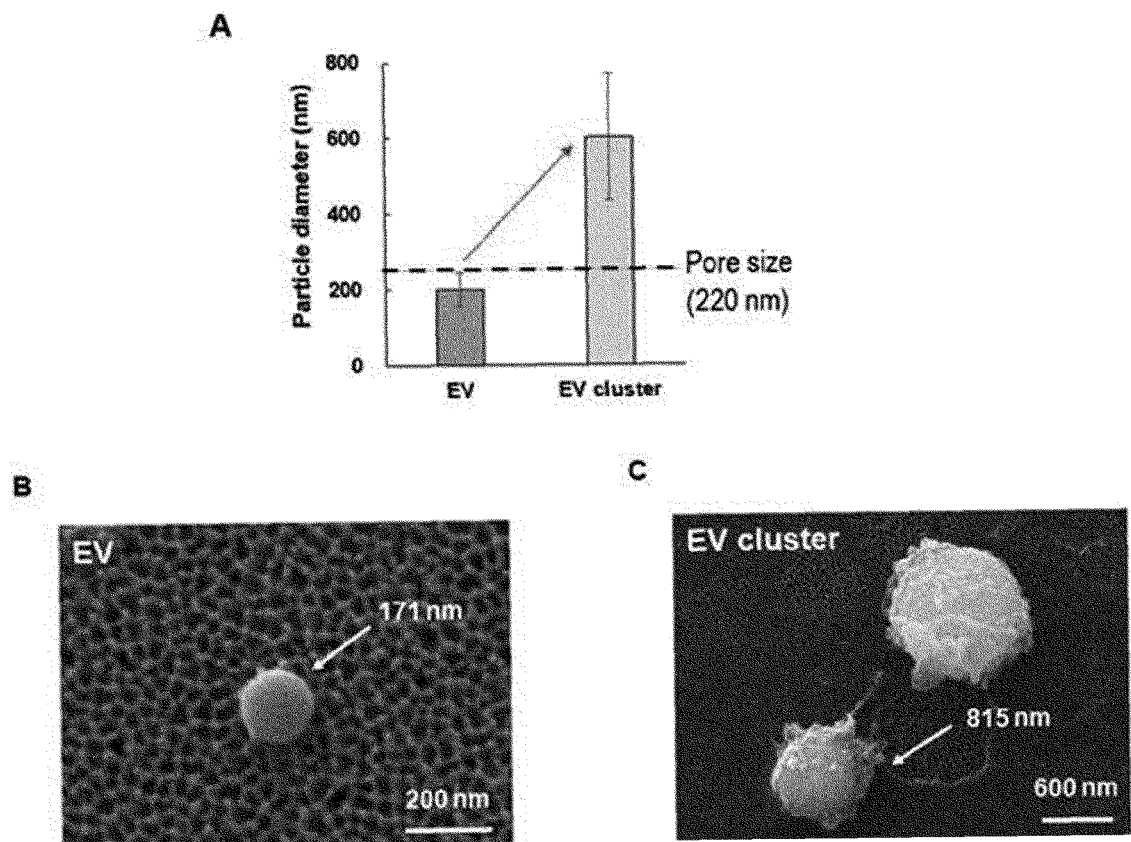 A
Particle diameter (nm)
800
600
400
200
0
Pore size
(220 nm)
EV
EV cluster
B
EV
171 nm
200 nm
C
EV cluster
815 nm
600 nm